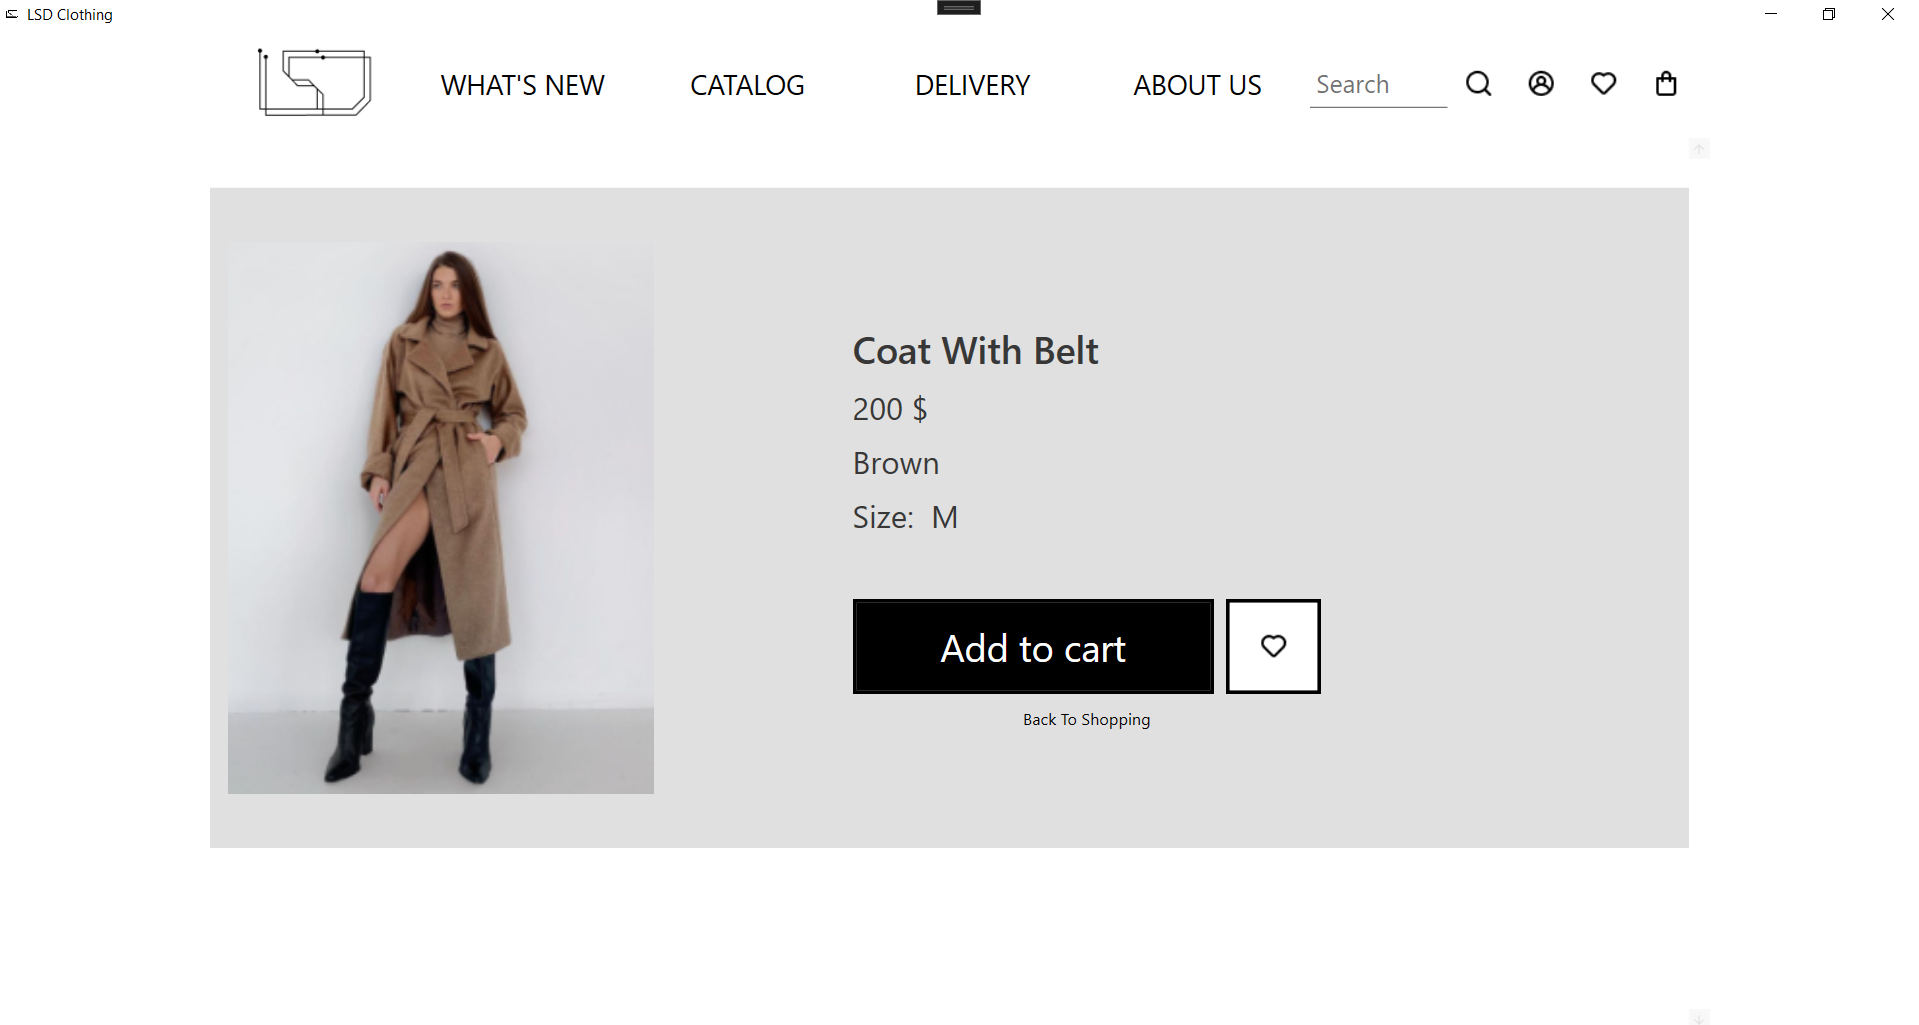 LSD Clothing
LSD
WHAT'S NEW
CATALOG
DELIVERY
ABOUT US
Search
Coat With Belt
200 $
Brown
Size: M
Add to cart
Back To Shopping